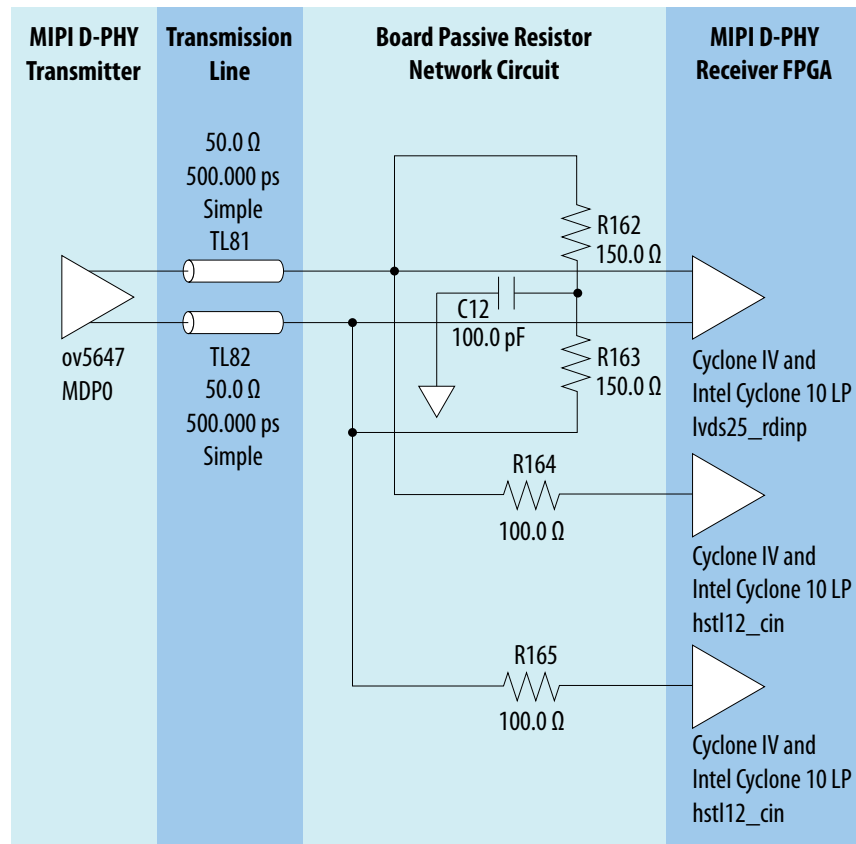 MIPI D-PHY
Transmitter
Transmission
Line
Board Passive Resistor
Network Circuit
MIPI D-PHY
Receiver FPGA
50.0 Ω
500.000 ps
Simple
TL81
R162
150.0 Ω
C12
100.0 pF
ov5647
MDP0
TL82
50.0 Ω
500.000 ps
Simple
R163
150.0 Ω
Cyclone IV and
Intel Cyclone 10 LP
lvds25_rdinp
R164
100.0 Ω
Cyclone IV and
Intel Cyclone 10 LP
hstl12_cin
R165
100.0 Ω
Cyclone IV and
Intel Cyclone 10 LP
hstl12_cin